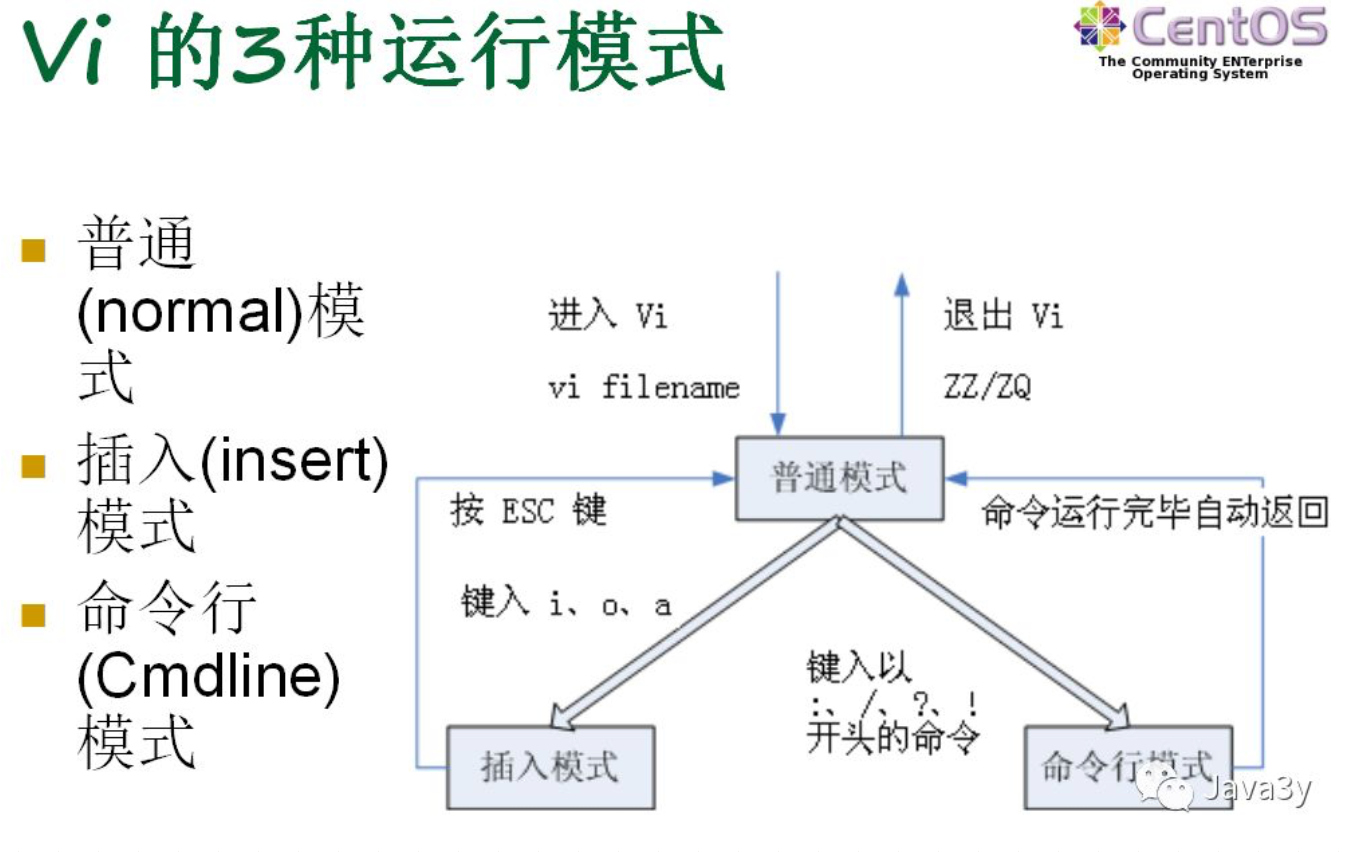 Vi 的3种运行模式
CentOS
The Community ENTerprise
Operating System
普通
(normal)模
式
插入(insert)
模式
命令行
(Cmdline)
模式
进入 Vi
vi filename
退出 Vi
ZZ/ZQ
普通模式
按 ESC 键
命令运行完毕自动返回
键入 i、o、a
键入以
:、/、?、!
开头的命令
插入模式
命令行模式
Java3y